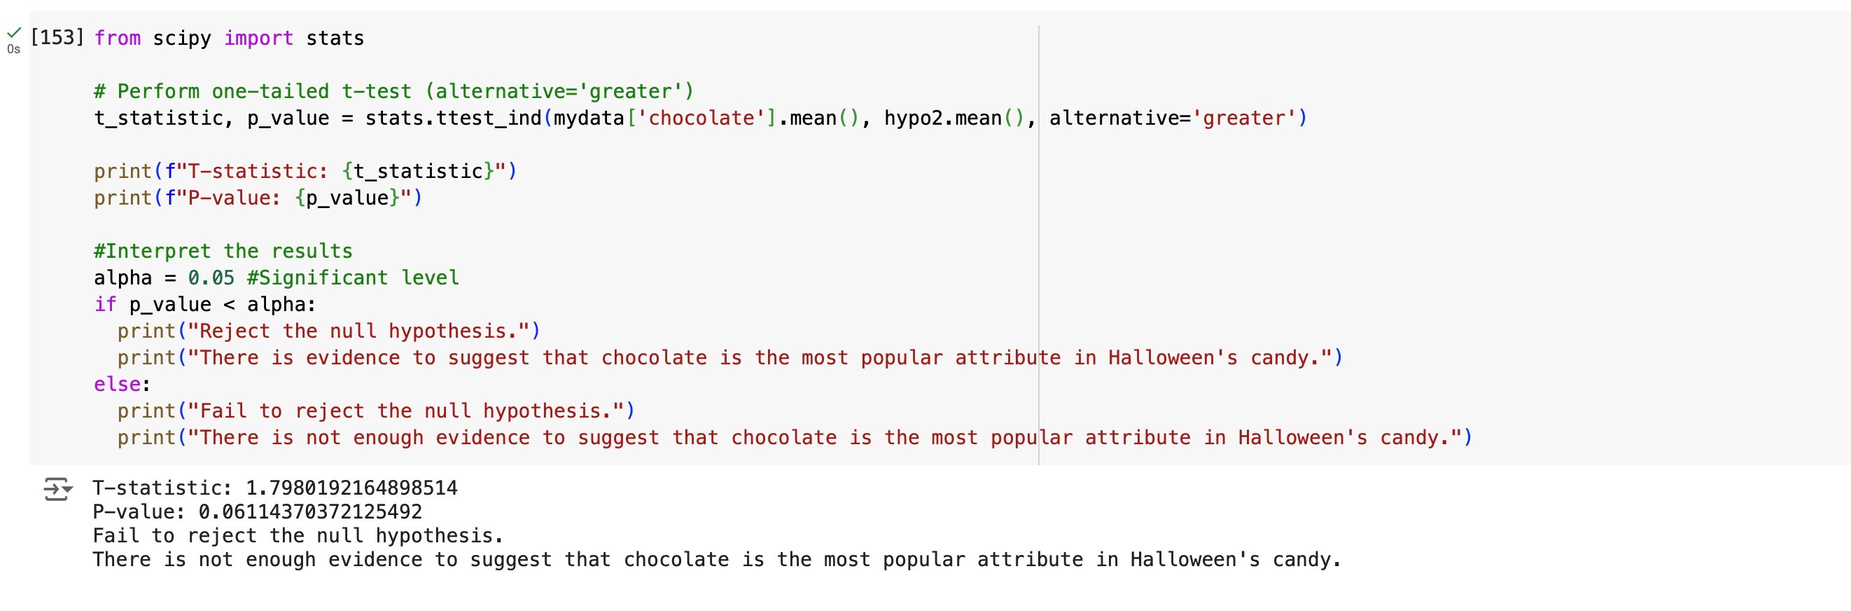 [153] from scipy import stats
0s
# Perform one-tailed t-test (alternative='greater')
t_statistic, p_value = stats.ttest_ind(mydata['chocolate'].mean(), hypo2.mean(), alternative='greater')
print(f"T-statistic: {t_statistic}")
print(f"P-value: {p_value}")
#Interpret the results
alpha = 0.05 #Significant level
if p_value < alpha:
  print("Reject the null hypothesis.")
  print("There is evidence to suggest that chocolate is the most popular attribute in Halloween's candy.")
else:
  print("Fail to reject the null hypothesis.")
  print("There is not enough evidence to suggest that chocolate is the most popular attribute in Halloween's candy.")
T-statistic: 1.7980192164898514
P-value: 0.06114370372125492
Fail to reject the null hypothesis.
There is not enough evidence to suggest that chocolate is the most popular attribute in Halloween's candy.